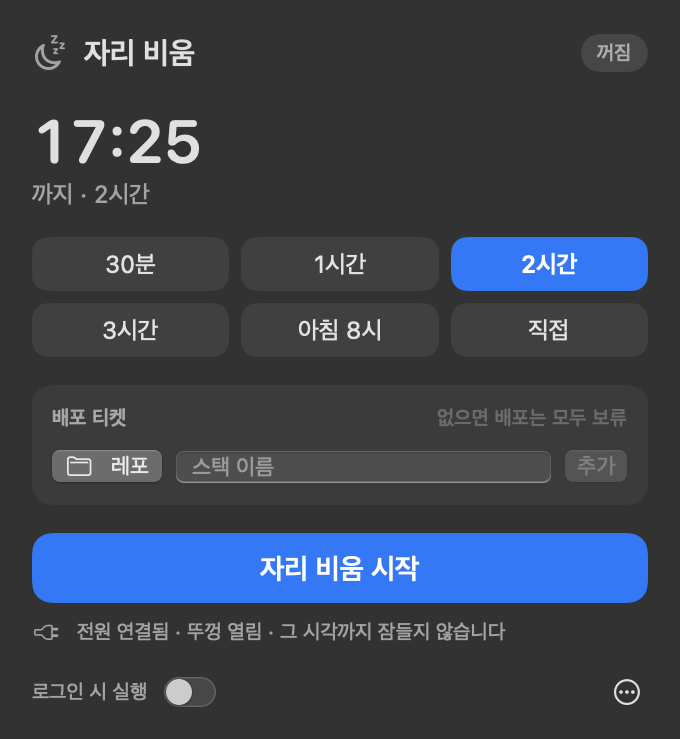 자리 비움
꺼짐
17:25
까지 · 2시간
30분
1시간
2시간
3시간
아침 8시
직접
배포 티켓
없으면 배포는 모두 보류
레포
스택 이름
추가
자리 비움 시작
전원 연결됨 · 뚜껑 열림 · 그 시각까지 잠들지 않습니다
로그인 시 실행